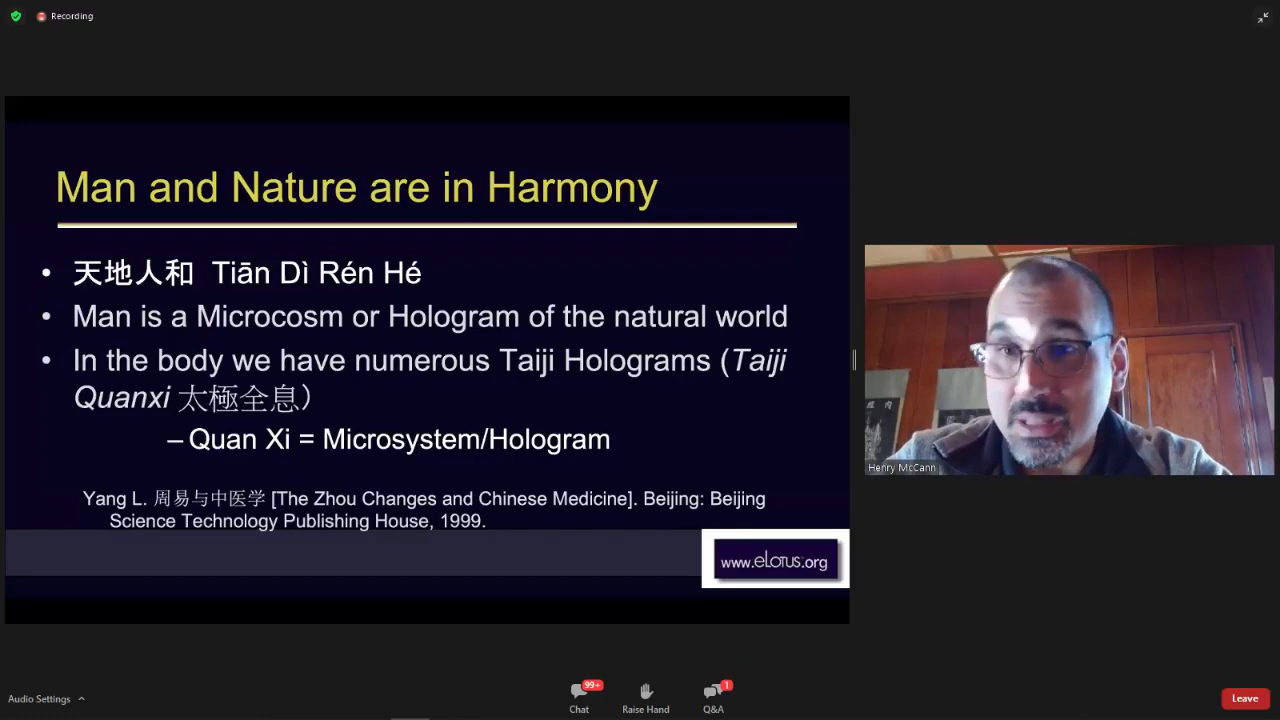 Recording
Man and Nature are in Harmony
• 天地人和 Tiān Dì Rén Hé
• Man is a Microcosm or Hologram of the natural world
• In the body we have numerous Taiji Holograms (Taiji
Quanxi 太極全息）
– Quan Xi = Microsystem/Hologram
Yang L. 周易与中医学 [The Zhou Changes and Chinese Medicine]. Beijing: Beijing
Science Technology Publishing House, 1999.
www.eLOTUS.org
Henry McCann
Audio Settings
99+
Chat
Raise Hand
1
Q&A
Leave